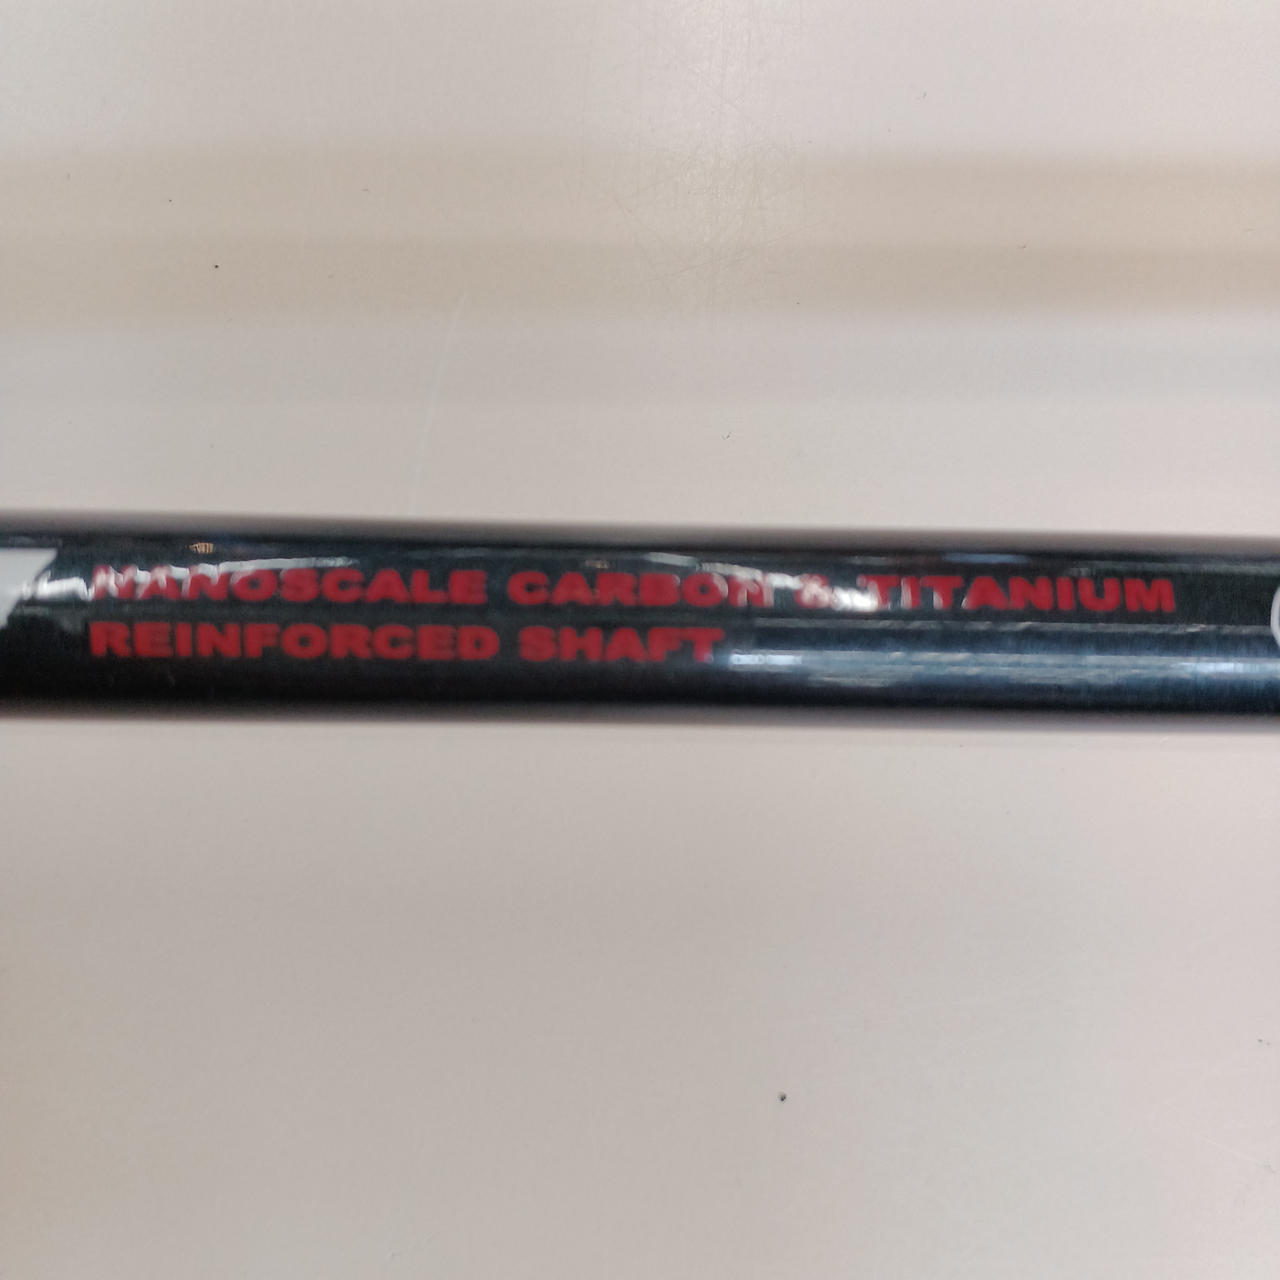 NANOSCALE CARBON & TITANIUM
REINFORCED SHAFT